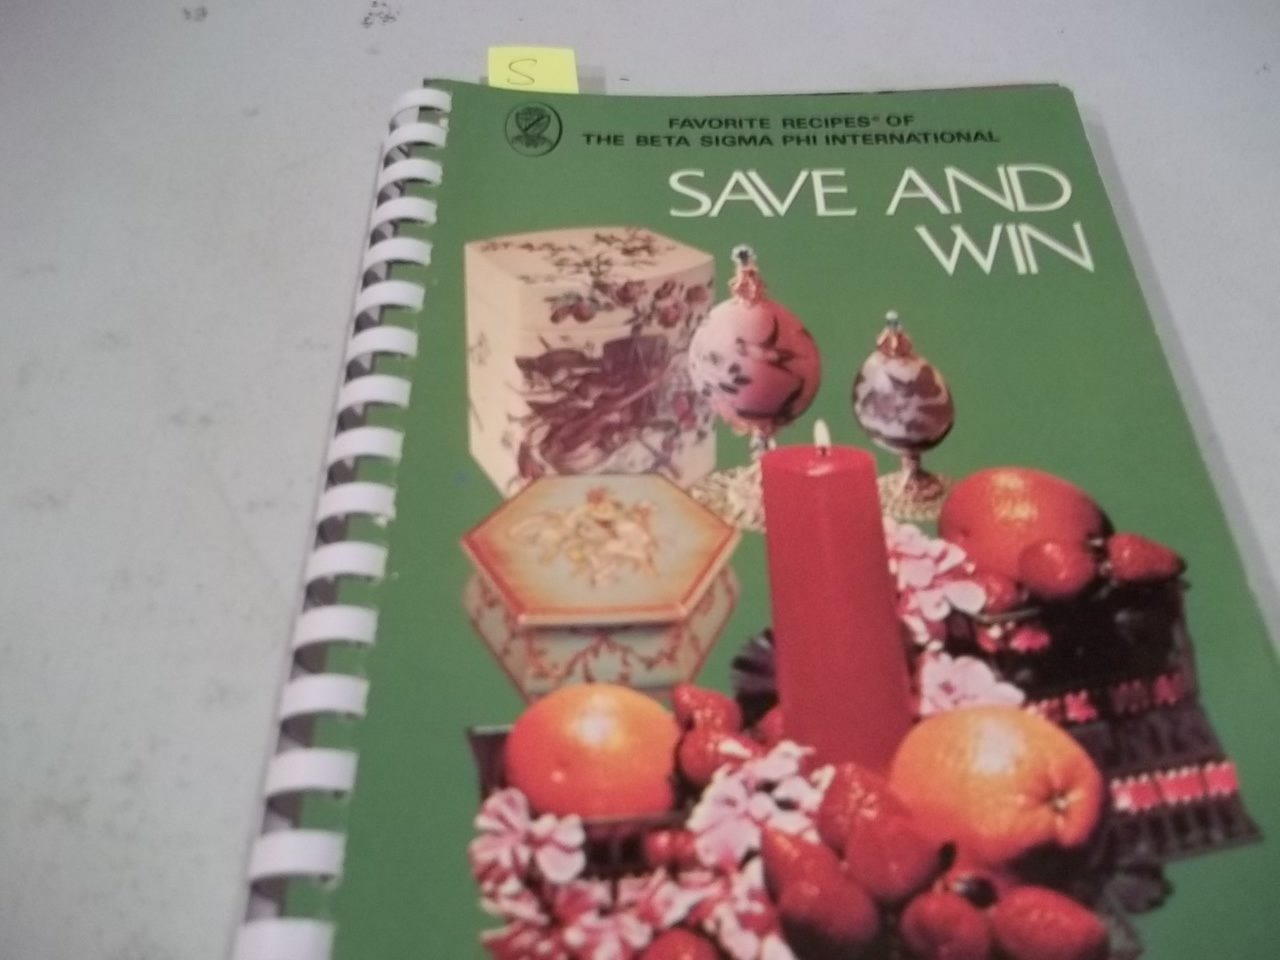 S
FAVORITE RECIPES® OF
THE BETA SIGMA PHI INTERNATIONAL
SAVE AND
WIN